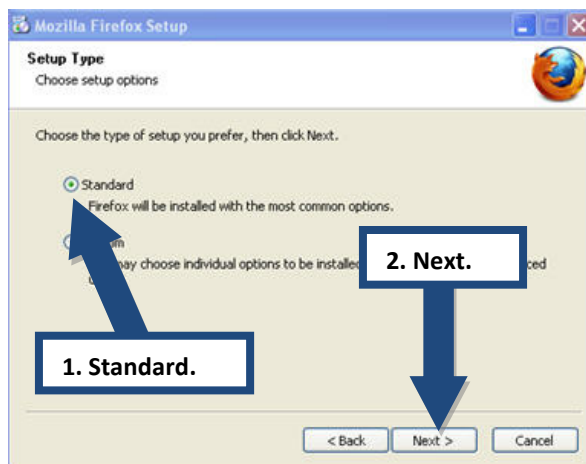 Mozilla Firefox Setup
Setup Type
Choose setup options
Choose the type of setup you prefer, then click Next.
Standard
Firefox will be installed with the most common options.
may choose individual options to be installed
2. Next.
1. Standard.
< Back
Next >
Cancel